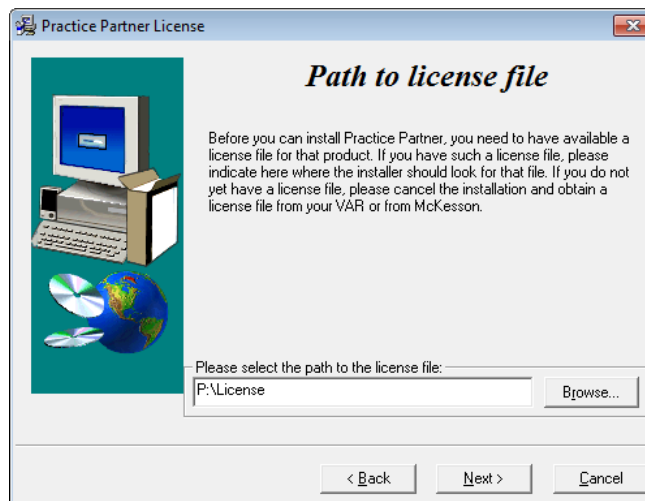 Practice Partner License
Path to license file
Before you can install Practice Partner, you need to have available a
license file for that product. If you have such a license file, please
indicate here where the installer should look for that file. If you do not
yet have a license file, please cancel the installation and obtain a
license file from your VAR or from McKesson.
Please select the path to the license file:
P:\License
Browse...
< Back
Next >
Cancel